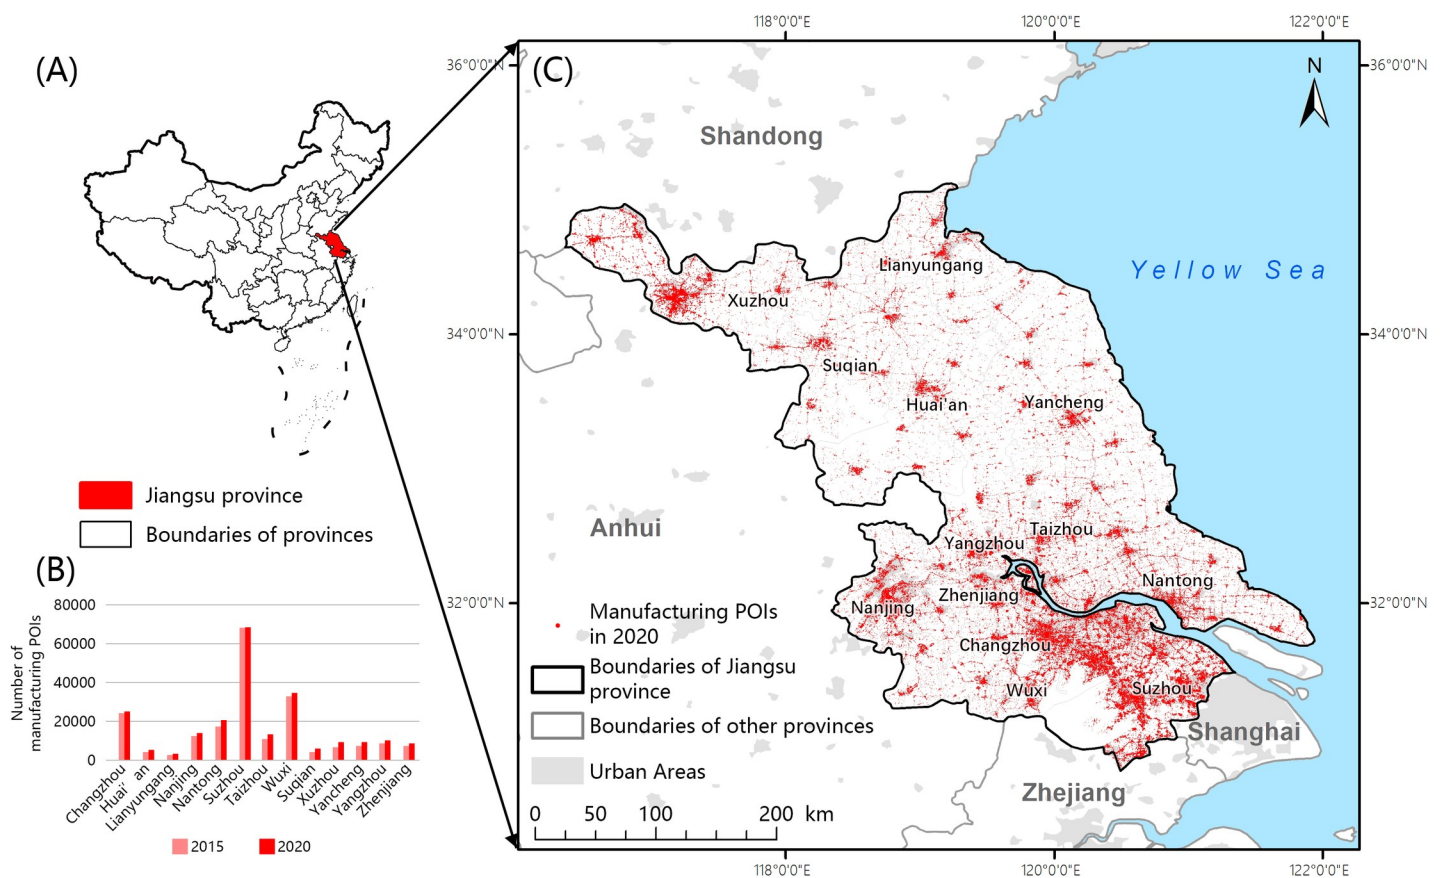 (A)
Jiangsu province
Boundaries of provinces
(B)
Number of
manufacturing POIs
80000
60000
40000
20000
0
Changzhou
Huai' an
Lianyungang
Nanjing
Nantong
Suzhou
Taizhou
Wuxi
Suqian
Xuzhou
Yancheng
Yangzhou
Zhenjiang
2015
2020
118°0'0"E
120°0'0"E
122°0'0"E
(C)
N
36°0'0"N
36°0'0"N
34°0'0"N
34°0'0"N
32°0'0"N
32°0'0"N
Shandong
Yellow Sea
Lianyungang
Xuzhou
Suqian
Huai'an
Yancheng
Anhui
Taizhou
Yangzhou
Nantong
Zhenjiang
Nanjing
Changzhou
Wuxi
Suzhou
Shanghai
Zhejiang
Manufacturing POIs
in 2020
Boundaries of Jiangsu
province
Boundaries of other provinces
Urban Areas
0 50 100 200 km
118°0'0"E
120°0'0"E
122°0'0"E